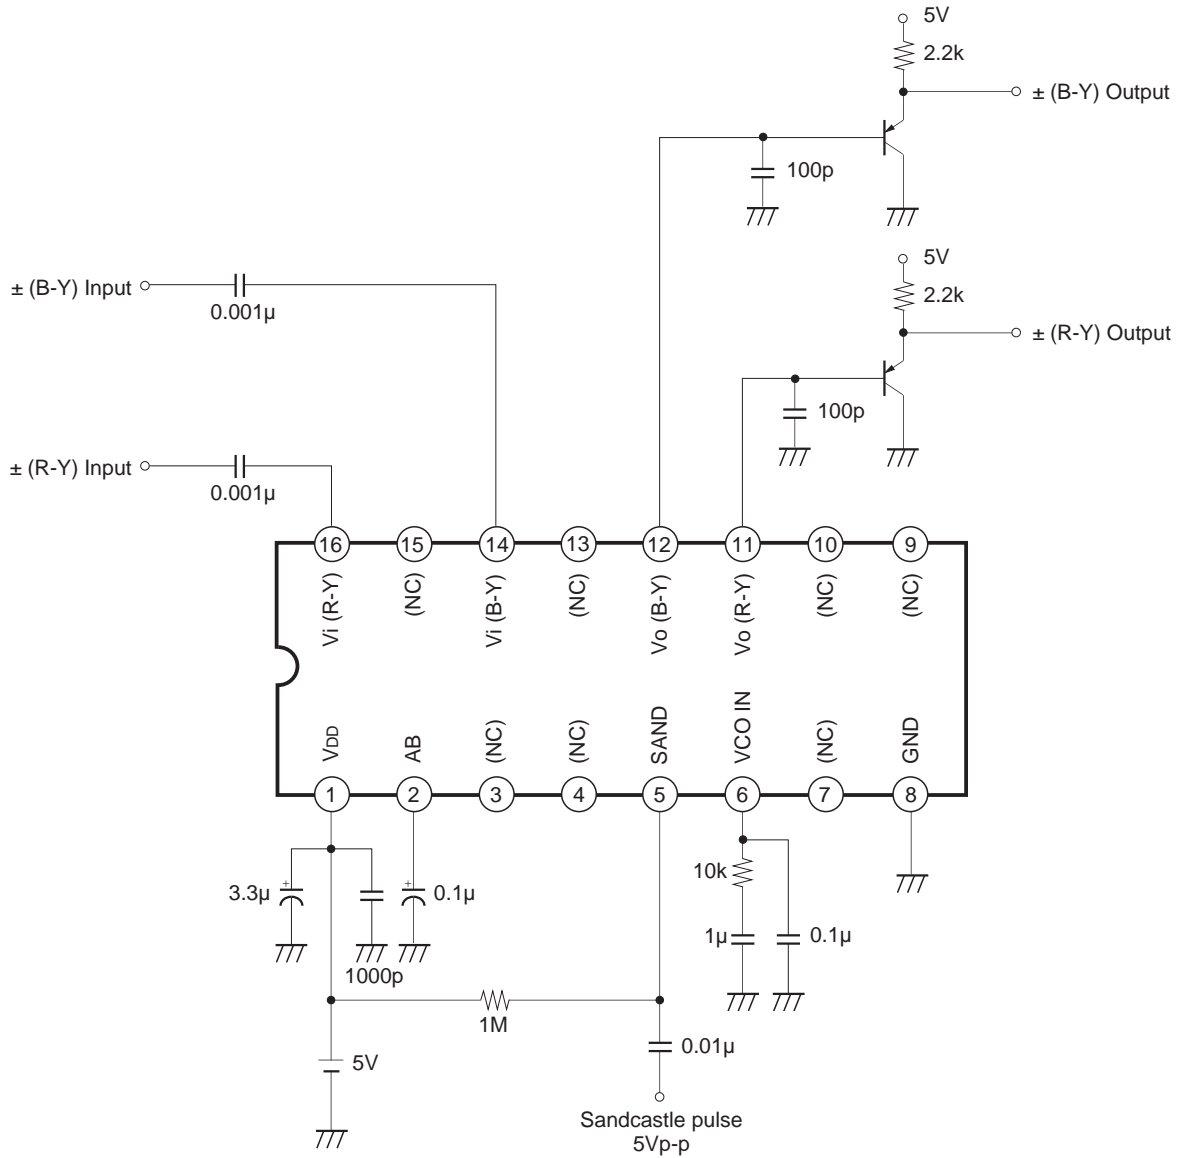 5V
2.2k
± (B-Y) Output
100p
5V
± (B-Y) Input
2.2k
0.001µ
± (R-Y) Output
100p
± (R-Y) Input
0.001µ
16 15 14 13 12 11 10 9
Vi (R-Y)
(NC)
Vi (B-Y)
(NC)
Vo (B-Y)
Vo (R-Y)
(NC)
(NC)
VDD
AB
(NC)
(NC)
SAND
VCO IN
(NC)
GND
1 2 3 4 5 6 7 8
3.3µ
+
+
0.1µ
10k
1µ
0.1µ
1000p
1M
0.01µ
5V
Sandcastle pulse
5Vp-p